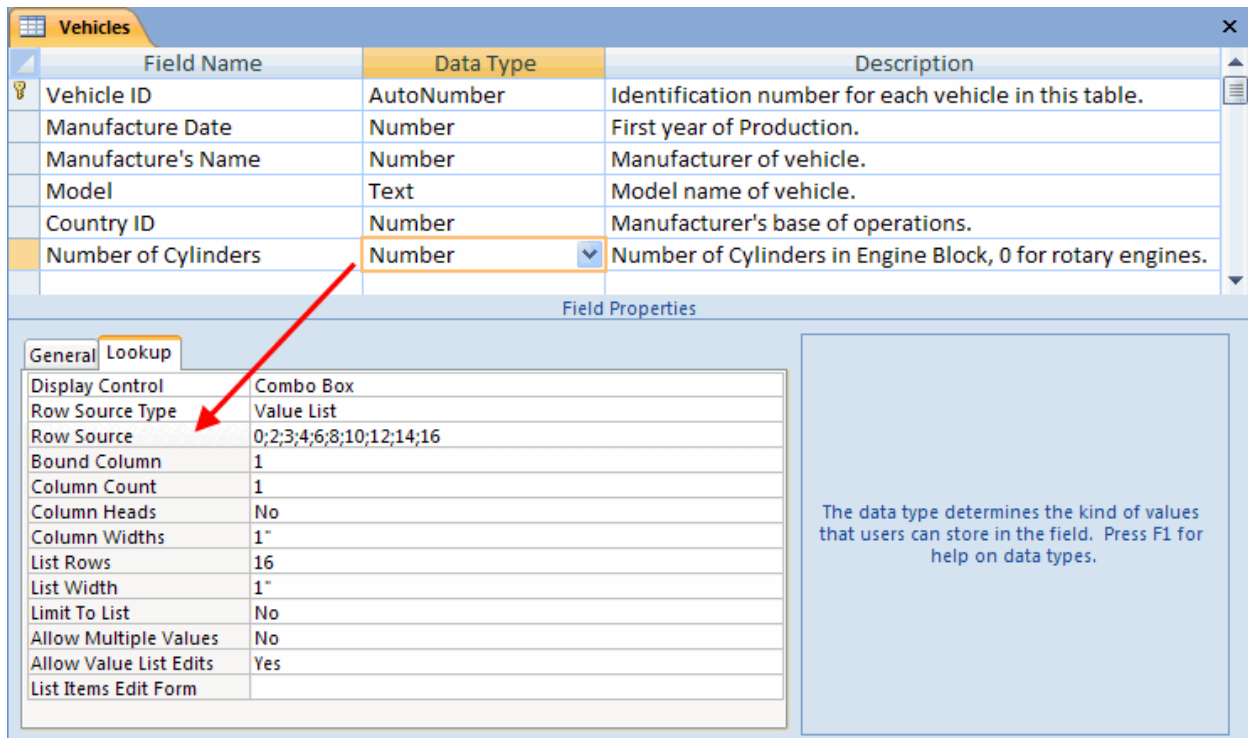 Vehicles
Field Name Data Type Description
Vehicle ID AutoNumber Identification number for each vehicle in this table.
Manufacture Date Number First year of Production.
Manufacture's Name Number Manufacturer of vehicle.
Model Text Model name of vehicle.
Country ID Number Manufacturer's base of operations.
Number of Cylinders Number Number of Cylinders in Engine Block, 0 for rotary engines.
Field Properties
General Lookup
Display Control Combo Box
Row Source Type Value List
Row Source 0;2;3;4;6;8;10;12;14;16
Bound Column 1
Column Count 1
Column Heads No
Column Widths 1"
List Rows 16
List Width 1"
Limit To List No
Allow Multiple Values No
Allow Value List Edits Yes
List Items Edit Form
The data type determines the kind of values
that users can store in the field. Press F1 for
help on data types.